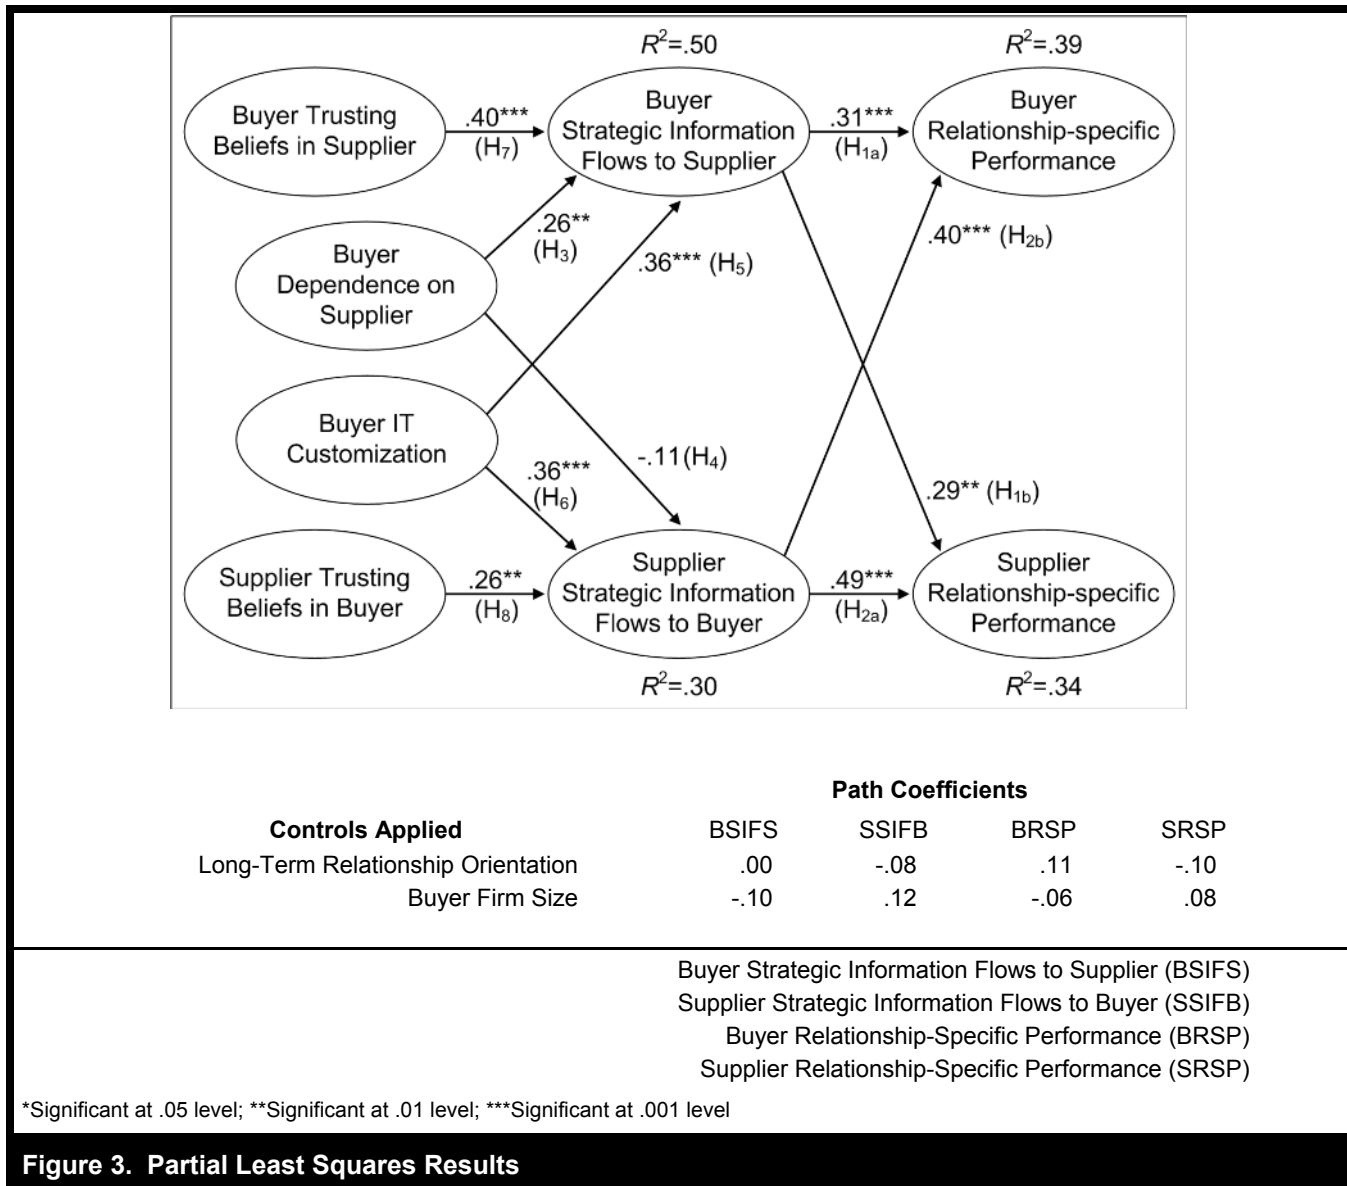 R²=.50
R²=.39
Buyer Trusting
Beliefs in Supplier
.40***
(H₇)
Buyer
Strategic Information
Flows to Supplier
.31***
(H₁ₐ)
Buyer
Relationship-specific
Performance
Buyer
Dependence on
Supplier
.26**
(H₃)
.36*** (H₅)
.40*** (H₂b)
Buyer IT
Customization
.36***
(H₆)
-.11(H₄)
.29** (H₁b)
Supplier Trusting
Beliefs in Buyer
.26**
(H₈)
Supplier
Strategic Information
Flows to Buyer
.49***
(H₂ₐ)
Supplier
Relationship-specific
Performance
R²=.30
R²=.34
Path Coefficients
Controls Applied BSIFS SSIFB BRSP SRSP
Long-Term Relationship Orientation .00 -.08 .11 -.10
Buyer Firm Size -.10 .12 -.06 .08
Buyer Strategic Information Flows to Supplier (BSIFS)
Supplier Strategic Information Flows to Buyer (SSIFB)
Buyer Relationship-Specific Performance (BRSP)
Supplier Relationship-Specific Performance (SRSP)
*Significant at .05 level; **Significant at .01 level; ***Significant at .001 level
Figure 3. Partial Least Squares Results